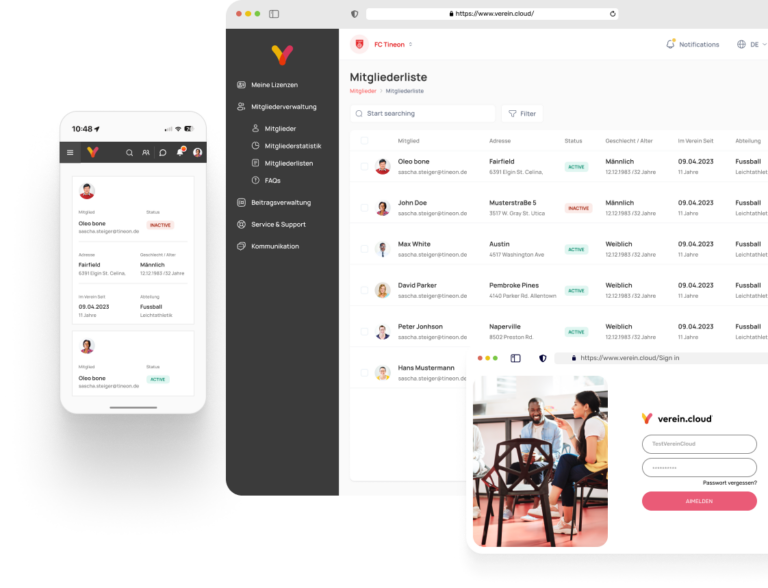 10:48
Mitglied Status
Oleo bone INACTIVE
sascha.steiger@tineon.de
Adresse Geschlecht / Alter
Fairfield Männlich
6391 Elgin St. Celina, 12.12.1983 /32 Jahre
Im Verein Seit Abteilung
09.04.2023 Fussball
11 Jahre Leichtathletik
Mitglied Status
Oleo bone ACTIVE
sascha.steiger@tineon.de
https://www.verein.cloud/
Meine Lizenzen
Mitgliederverwaltung
Mitglieder
Mitgliederstatistik
Mitgliederlisten
FAQs
Beitragsverwaltung
Service & Support
Kommunikation
FC Tineon
Notifications
DE
Mitgliederliste
Mitglieder > Mitgliederliste
Start searching
Filter
Mitglied Adresse Status Geschlecht / Alter Im Verein Seit Abteilung
Oleo bone Fairfield ACTIVE Männlich 09.04.2023 Fussball
sascha.steiger@tineon.de 6391 Elgin St. Celina, 12.12.1983 /32 Jahre 11 Jahre Leichtathletik
John Doe Musterstraße 5 INACTIVE Männlich 09.04.2023 Fussball
sascha.steiger@tineon.de 3517 W. Gray St. Utica 12.12.1983 /32 Jahre 11 Jahre Leichtathlet
Max White Austin ACTIVE Weiblich 09.04.2023 Fussball
sascha.steiger@tineon.de 4517 Washington Ave 12.12.1983 /32 Jahre 11 Jahre Leichtathlet
David Parker Pembroke Pines ACTIVE Weiblich 09.04.2023 Fussball
sascha.steiger@tineon.de 4140 Parker Rd. Allentown 12.12.1983 /32 Jahre 11 Jahre Leichtathlet
Peter Jonhson Naperville ACTIVE Weiblich 09.04.2023 Fussball
sascha.steiger@tineon.de 8502 Preston Rd. 12.12.1983 /32 Jahre 11 Jahre Leichtathlet
Hans Mustermann
sascha.steiger@tineon.de
https://www.verein.cloud/Sign in
verein.cloud
TextVereinCloud
Passwort vergessen?
ANMELDEN